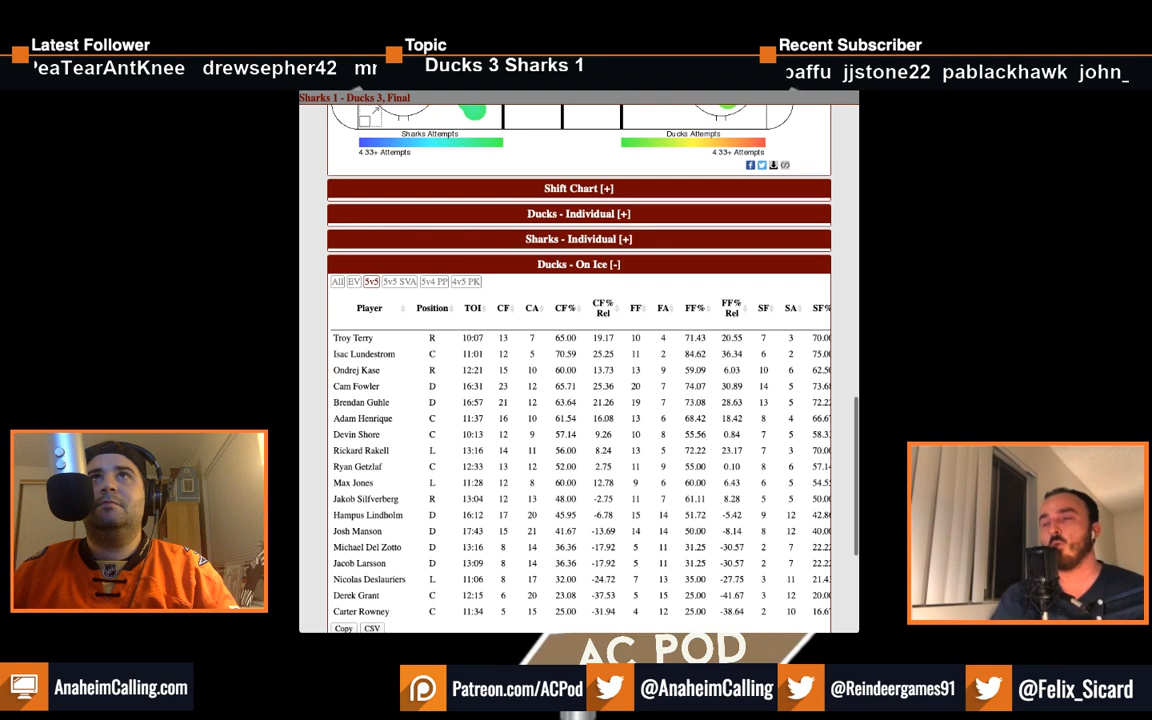 Latest Follower
Topic
Recent Subscriber
eaTearAntKnee drewsephe42 mr
Ducks 3 Sharks 1
baffu jjstone22 pablackhawk john_
Sharks 1 - Ducks 3, Final
Sharks Attempts
Ducks Attempts
4.33+ Attempts
4.33+ Attempts
Shift Chart [+]
Ducks - Individual [+]
Sharks - Individual [+]
Ducks - On Ice [-]
All EV 5v5 5v5 SVA 5v4 PP 4v5 PK
Player Position TOI CF CA CF% CF% Rel FF FA FF% FF% Rel SF SA SF%
Troy Terry R 10:07 13 7 65.00 19.17 10 4 71.43 20.55 7 3 70.00
Isac Lundestrom C 11:01 12 5 70.59 25.25 11 2 84.62 36.34 6 2 75.00
Ondrej Kase R 12:21 15 10 60.00 13.73 13 9 59.09 6.03 10 6 62.50
Cam Fowler D 16:31 23 12 65.71 25.36 20 7 74.07 30.89 14 5 73.68
Brendan Guhle D 16:57 21 12 63.64 21.26 19 7 73.08 28.63 13 5 72.22
Adam Henrique C 11:37 16 10 61.54 16.08 13 6 68.42 18.42 8 4 66.67
Devin Shore C 10:13 12 9 57.14 9.26 10 8 55.56 0.84 7 5 58.3
Rickard Rakell L 13:16 14 11 56.00 8.24 13 5 72.22 23.17 7 3 70.00
Ryan Getzlaf C 12:33 13 12 52.00 2.75 11 9 55.00 0.10 8 6 57.14
Max Jones L 11:28 12 8 60.00 12.78 9 6 60.00 6.43 6 5 54.55
Jakob Silfverberg R 13:04 12 13 48.00 -2.75 11 7 61.11 8.28 5 5 50.00
Hampus Lindholm D 16:12 17 20 45.95 -6.78 15 14 51.72 -5.42 9 12 42.86
Josh Manson D 17:43 15 21 41.67 -13.69 14 14 50.00 -8.14 8 12 40.00
Michael Del Zotto D 13:16 8 14 36.36 -17.92 5 11 31.25 -30.57 2 7 22.22
Jacob Larsson D 13:09 8 14 36.36 -17.92 5 11 31.25 -30.57 2 7 22.22
Nicolas Deslauriers L 11:06 8 17 32.00 -24.72 7 13 35.00 -27.75 3 11 21.4
Derek Grant C 12:15 6 20 23.08 -37.53 5 15 25.00 -41.67 3 12 20.00
Carter Rowney C 11:34 5 15 25.00 -31.94 4 12 25.00 -38.64 2 10 16.67
Copy CSV
AC POD
AnaheimCalling.com
Patreon.com/ACPod
@AnaheimCalling
@Reindeergames91
@Felix_Sicard